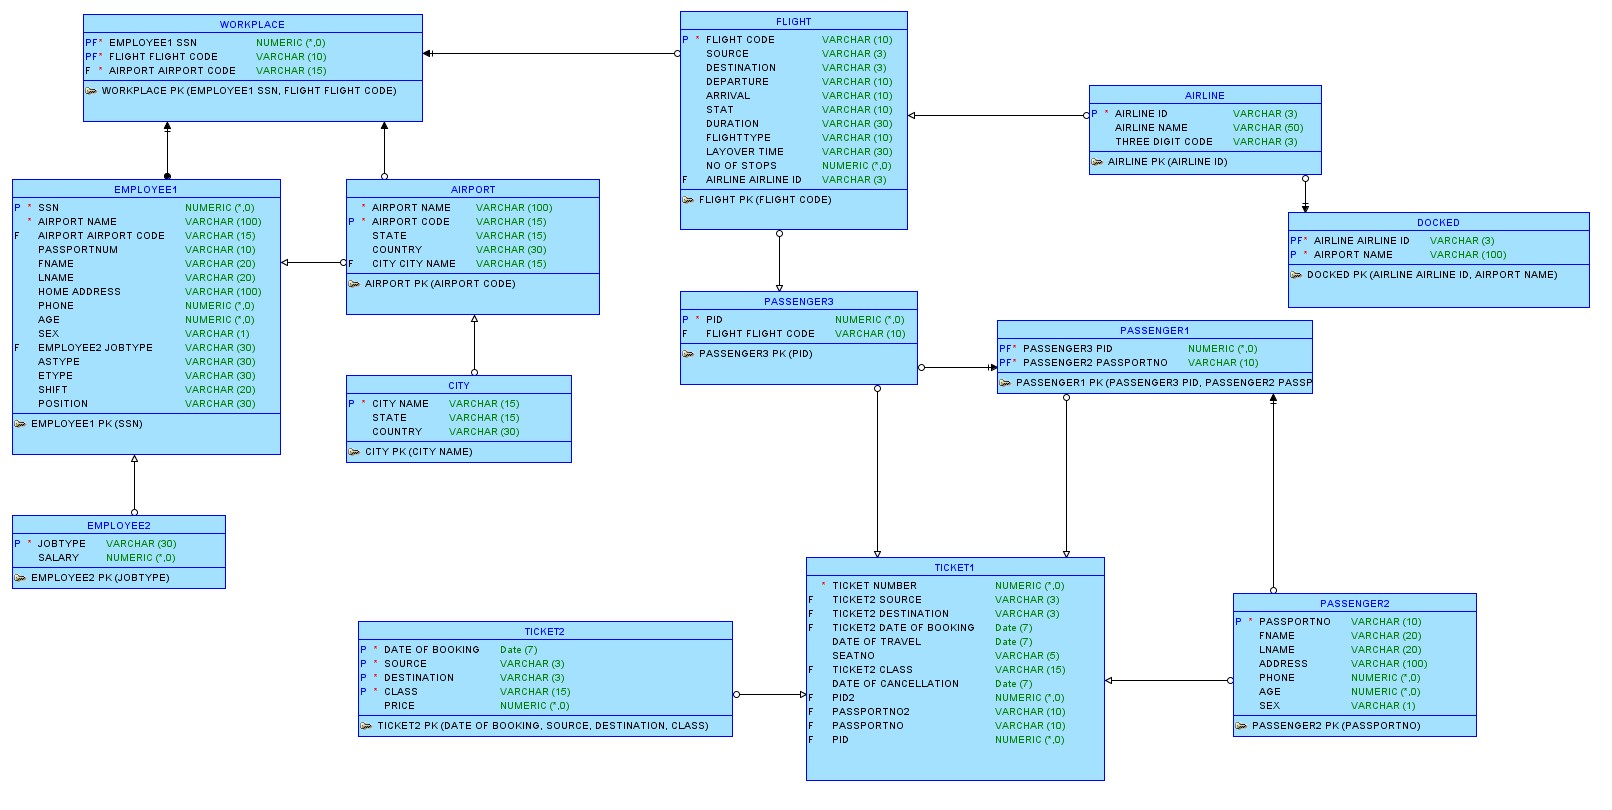 WORKPLACE
PF* EMPLOYEE1 SSN NUMERIC (*,0)
PF* FLIGHT FLIGHT CODE VARCHAR (10)
F * AIRPORT AIRPORT CODE VARCHAR (15)
WORKPLACE PK (EMPLOYEE1 SSN, FLIGHT FLIGHT CODE)
FLIGHT
P * FLIGHT CODE VARCHAR (10)
SOURCE VARCHAR (3)
DESTINATION VARCHAR (3)
DEPARTURE VARCHAR (10)
ARRIVAL VARCHAR (10)
STAT VARCHAR (10)
DURATION VARCHAR (30)
FLIGHTTYPE VARCHAR (10)
LAYOVER TIME VARCHAR (30)
NO OF STOPS NUMERIC (*,0)
F AIRLINE AIRLINE ID VARCHAR (3)
FLIGHT PK (FLIGHT CODE)
AIRLINE
P * AIRLINE ID VARCHAR (3)
AIRLINE NAME VARCHAR (50)
THREE DIGIT CODE VARCHAR (3)
AIRLINE PK (AIRLINE ID)
EMPLOYEE1
P * SSN NUMERIC (*,0)
* AIRPORT NAME VARCHAR (100)
F AIRPORT AIRPORT CODE VARCHAR (15)
PASSPORTNUM VARCHAR (10)
FNAME VARCHAR (20)
LNAME VARCHAR (20)
HOME ADDRESS VARCHAR (100)
PHONE NUMERIC (*,0)
AGE NUMERIC (*,0)
SEX VARCHAR (1)
F EMPLOYEE2 JOBTYPE VARCHAR (30)
ASTYPE VARCHAR (30)
ETYPE VARCHAR (30)
SHIFT VARCHAR (20)
POSITION VARCHAR (30)
EMPLOYEE1 PK (SSN)
AIRPORT
* AIRPORT NAME VARCHAR (100)
P * AIRPORT CODE VARCHAR (15)
STATE VARCHAR (15)
COUNTRY VARCHAR (30)
F CITY CITY NAME VARCHAR (15)
AIRPORT PK (AIRPORT CODE)
DOCKED
PF* AIRLINE AIRLINE ID VARCHAR (3)
P * AIRPORT NAME VARCHAR (100)
DOCKED PK (AIRLINE AIRLINE ID, AIRPORT NAME)
PASSENGER3
P * PID NUMERIC (*,0)
F FLIGHT FLIGHT CODE VARCHAR (10)
PASSENGER3 PK (PID)
PASSENGER1
PF* PASSENGER3 PID NUMERIC (*,0)
PF* PASSENGER2 PASSPORTNO VARCHAR (10)
PASSENGER1 PK (PASSENGER3 PID, PASSENGER2 PASSP
CITY
P * CITY NAME VARCHAR (15)
STATE VARCHAR (15)
COUNTRY VARCHAR (30)
CITY PK (CITY NAME)
EMPLOYEE2
P * JOBTYPE VARCHAR (30)
SALARY NUMERIC (*,0)
EMPLOYEE2 PK (JOBTYPE)
TICKET1
* TICKET NUMBER NUMERIC (*,0)
F TICKET2 SOURCE VARCHAR (3)
F TICKET2 DESTINATION VARCHAR (3)
F TICKET2 DATE OF BOOKING Date (7)
DATE OF TRAVEL Date (7)
SEATNO VARCHAR (5)
F TICKET2 CLASS VARCHAR (15)
DATE OF CANCELLATION Date (7)
F PID2 NUMERIC (*,0)
F PASSPORTNO2 VARCHAR (10)
F PASSPORTNO VARCHAR (10)
F PID NUMERIC (*,0)
PASSENGER2
P * PASSPORTNO VARCHAR (10)
FNAME VARCHAR (20)
LNAME VARCHAR (20)
ADDRESS VARCHAR (100)
PHONE NUMERIC (*,0)
AGE NUMERIC (*,0)
SEX VARCHAR (1)
PASSENGER2 PK (PASSPORTNO)
TICKET2
P * DATE OF BOOKING Date (7)
P * SOURCE VARCHAR (3)
P * DESTINATION VARCHAR (3)
P * CLASS VARCHAR (15)
PRICE NUMERIC (*,0)
TICKET2 PK (DATE OF BOOKING, SOURCE, DESTINATION, CLASS)